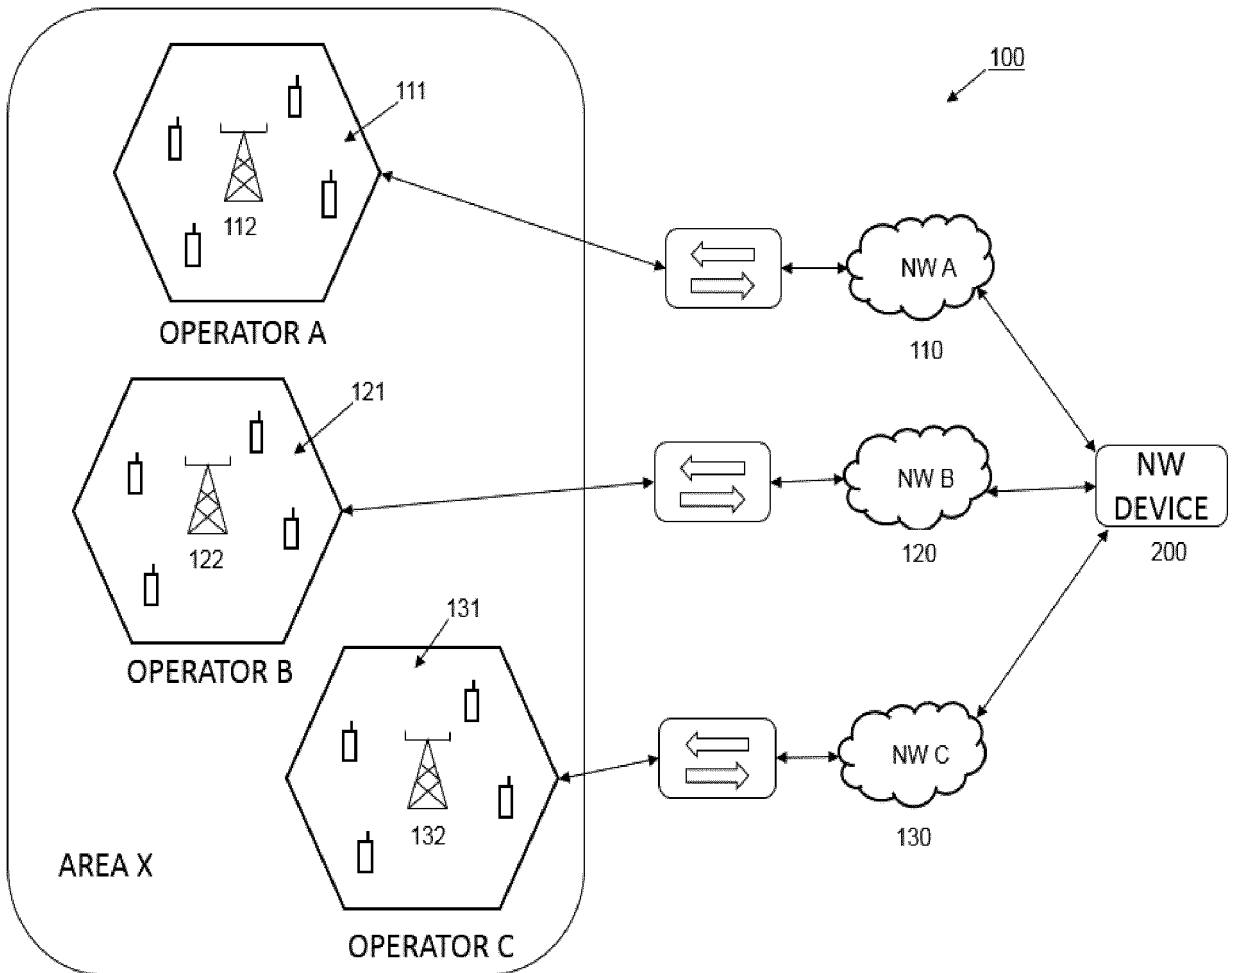 100
111
112
OPERATOR A
NW A
110
121
122
OPERATOR B
NW B
120
NW
DEVICE
200
131
132
OPERATOR C
NW C
130
AREA X